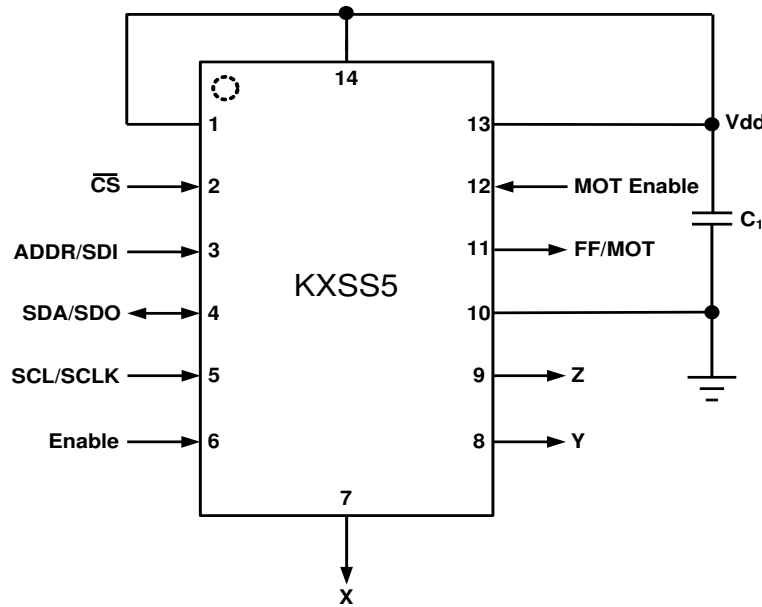 14
1 13 Vdd
CS 2 12 MOT Enable
C1
ADDR/SDI 3 11 FF/MOT
KXSS5
SDA/SDO 4 10
SCL/SCLK 5 9 Z
Enable 6 8 Y
7
X